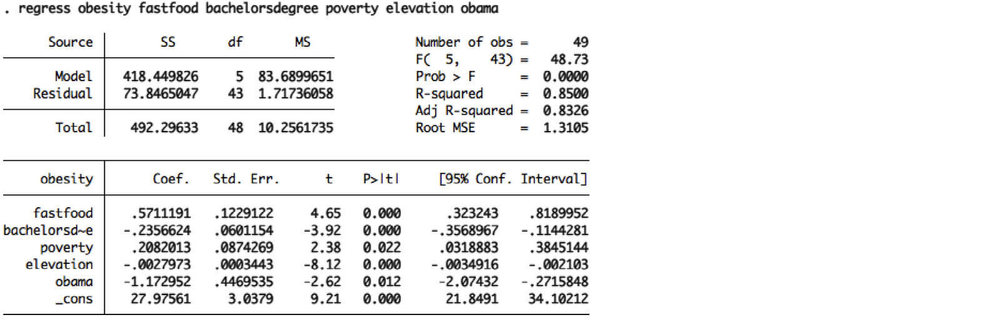 . regress obesity fastfood bachelorsdegree poverty elevation obama
Source | SS df MS Number of obs = 49
F( 5, 43) = 48.73
Model | 418.449826 5 83.6899651 Prob > F = 0.0000
Residual | 73.8465047 43 1.71736058 R-squared = 0.8500
Adj R-squared = 0.8326
Total | 492.29633 48 10.2561735 Root MSE = 1.3105
obesity | Coef. Std. Err. t P>|t| [95% Conf. Interval]
fastfood | .5711191 .1229122 4.65 0.000 .323243 .8189952
bachelorsd~e | -.2356624 .0601154 -3.92 0.000 -.3568967 -.1144281
poverty | .2082013 .0874269 2.38 0.022 .0318883 .3845144
elevation | -.0027973 .0003443 -8.12 0.000 -.0034916 -.002103
obama | -1.172952 .4469535 -2.62 0.012 -2.07432 -.2715848
_cons | 27.97561 3.0379 9.21 0.000 21.8491 34.10212